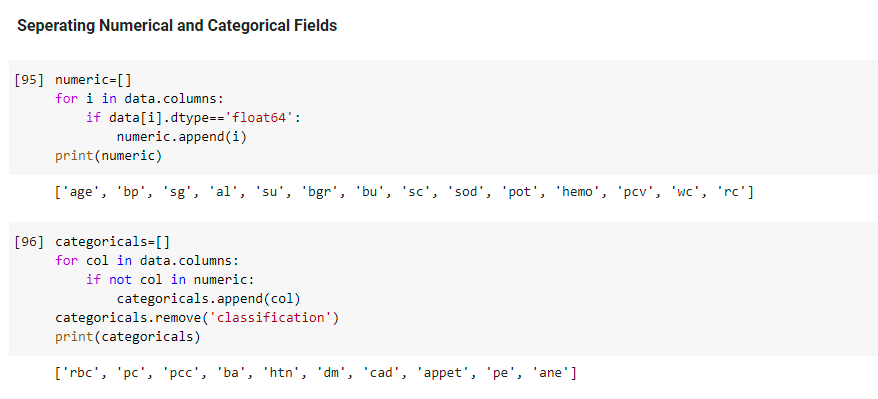 Seperating Numerical and Categorical Fields
[95] numeric=[]
for i in data.columns:
    if data[i].dtype=='float64':
        numeric.append(i)
print(numeric)
['age', 'bp', 'sg', 'al', 'su', 'bgr', 'bu', 'sc', 'sod', 'pot', 'hemo', 'pcv', 'wc', 'rc']
[96] categoricals=[]
for col in data.columns:
    if not col in numeric:
        categoricals.append(col)
categoricals.remove('classification')
print(categoricals)
['rbc', 'pc', 'pcc', 'ba', 'htn', 'dm', 'cad', 'appet', 'pe', 'ane']